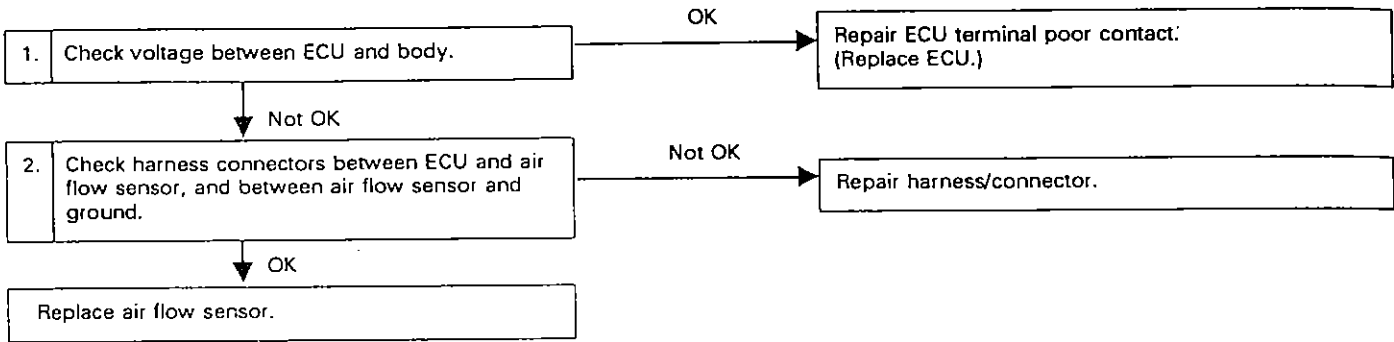 1. Check voltage between ECU and body.
OK
Repair ECU terminal poor contact.
(Replace ECU.)
Not OK
2. Check harness connectors between ECU and air
flow sensor, and between air flow sensor and
ground.
Not OK
Repair harness/connector.
OK
Replace air flow sensor.